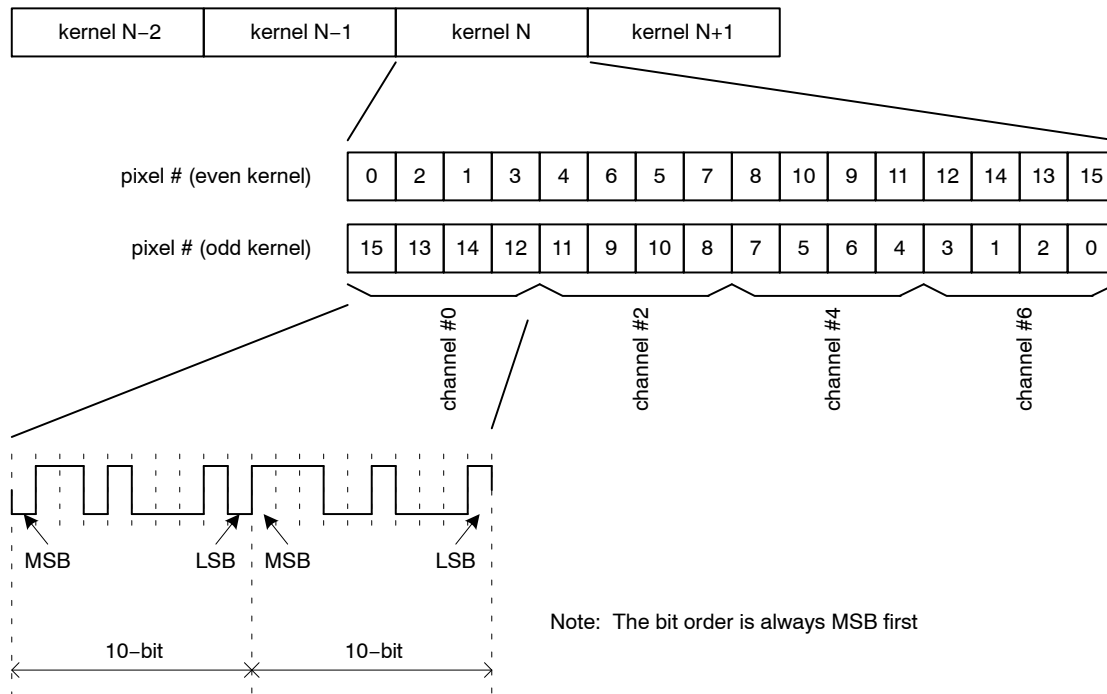 kernel N−2 kernel N−1 kernel N kernel N+1
pixel # (even kernel) 0 2 1 3 4 6 5 7 8 10 9 11 12 14 13 15
pixel # (odd kernel) 15 13 14 12 11 9 10 8 7 5 6 4 3 1 2 0
channel #0 channel #2 channel #4 channel #6
MSB LSB MSB LSB
Note: The bit order is always MSB first
10−bit 10−bit